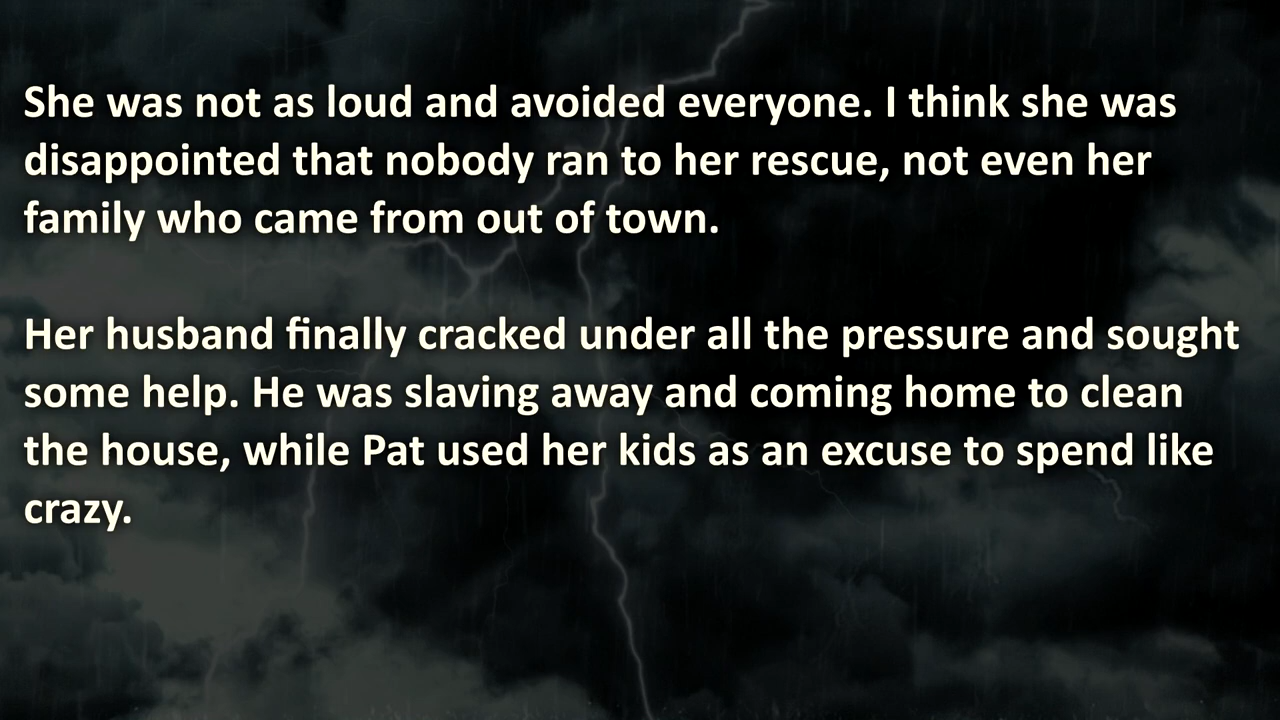 She was not as loud and avoided everyone. I think she was
disappointed that nobody ran to her rescue, not even her
family who came from out of town.
Her husband finally cracked under all the pressure and sought
some help. He was slaving away and coming home to clean
the house, while Pat used her kids as an excuse to spend like
crazy.